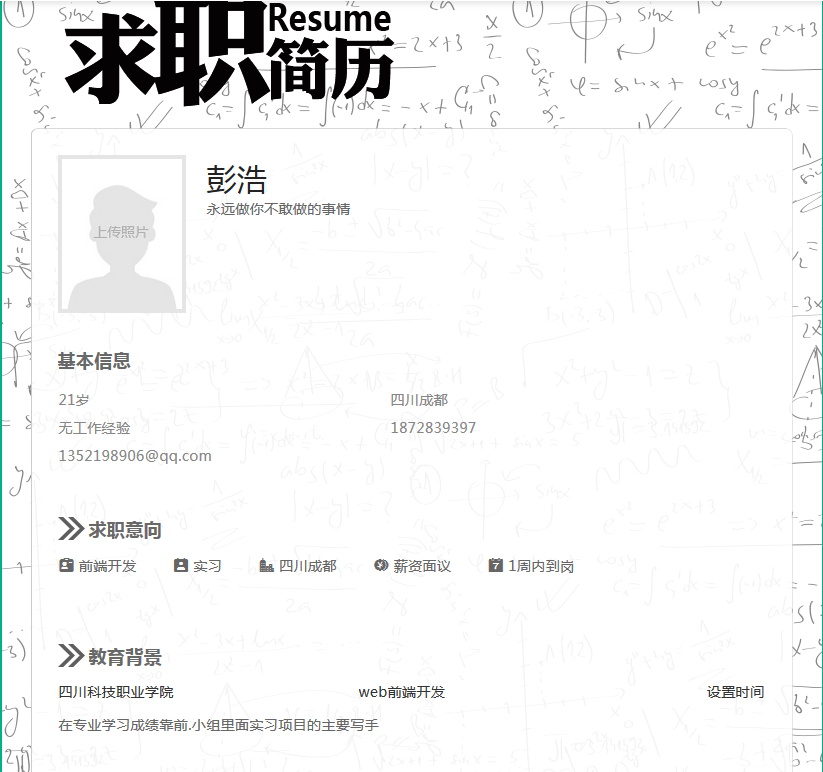 求职
Resume
简历
彭浩
永远做你不敢做的事情
上传照片
基本信息
21岁
四川成都
无工作经验
1872839397
1352198906@qq.com
求职意向
前端开发 实习 四川成都 薪资面议 1周内到岗
教育背景
四川科技职业学院 web前端开发 设置时间
在专业学习成绩靠前.小组里面实习项目的主要写手